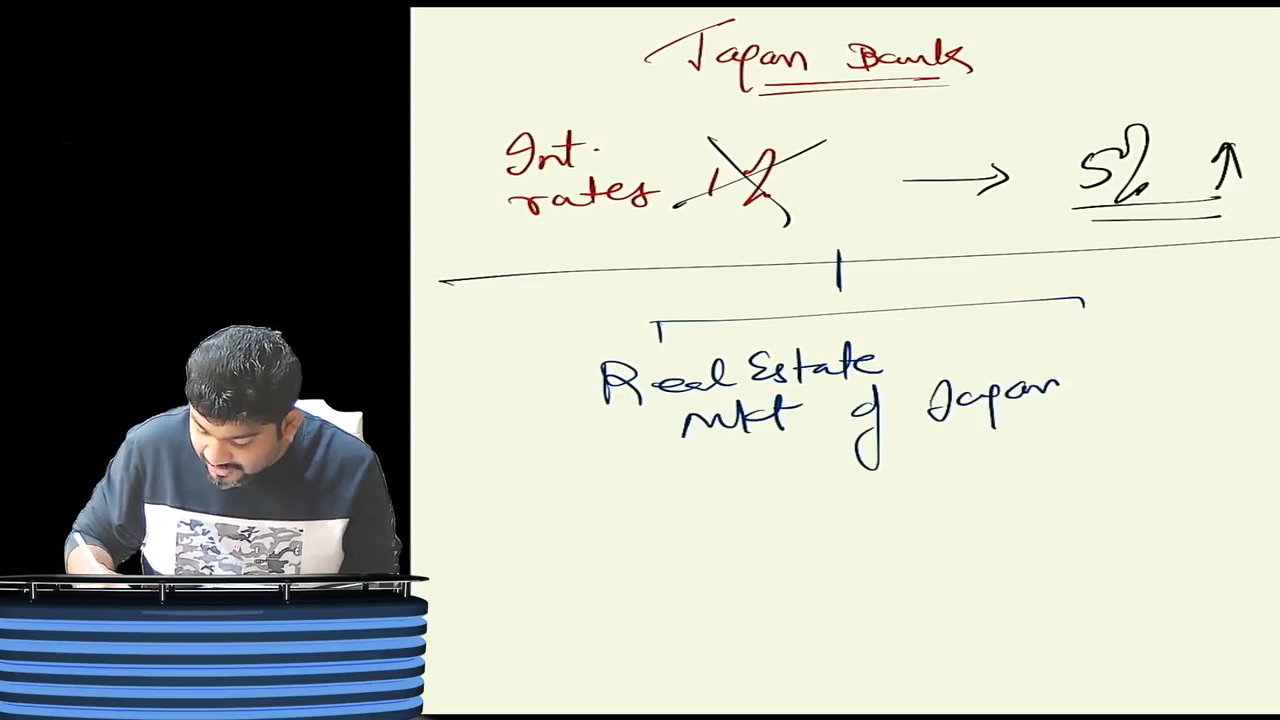 Japan Bank
Int.
rates 1% → 5% ↑
Real Estate
mkt of Japan